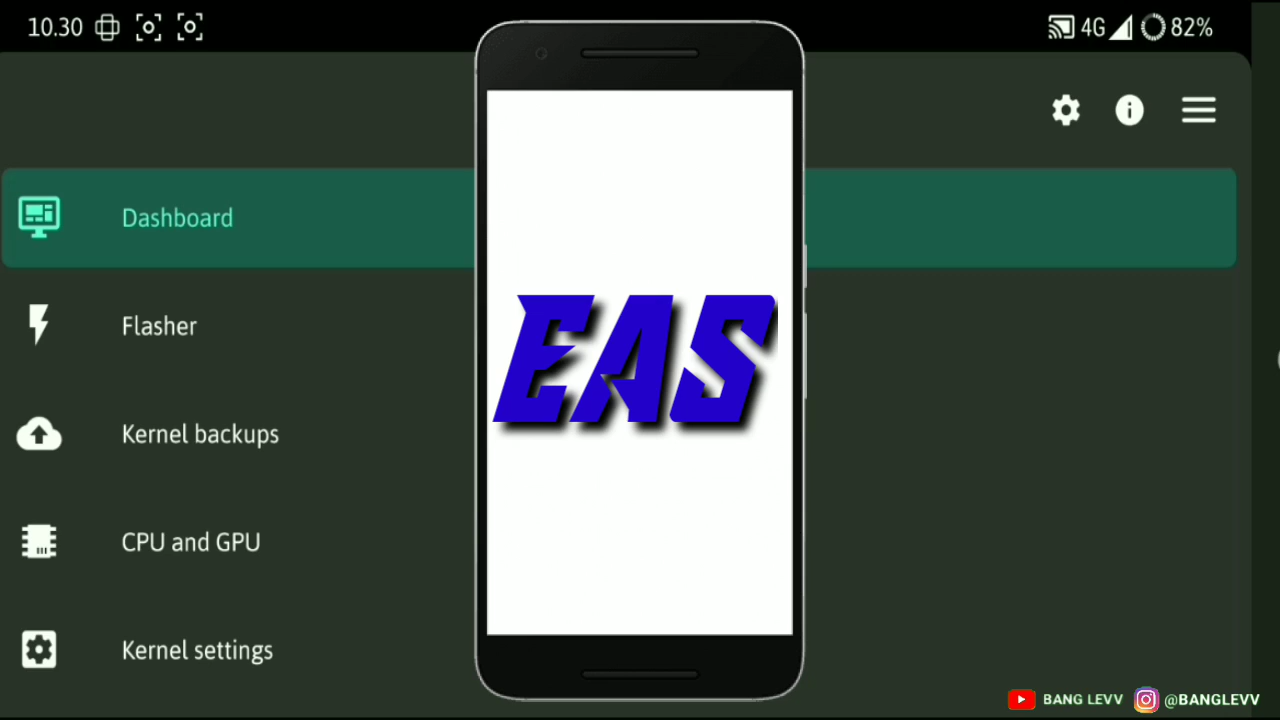 10.30 4G 82%
Dashboard
Flasher
Kernel backups
CPU and GPU
Kernel settings
EAS
BANG LEVV @BANGLEVV